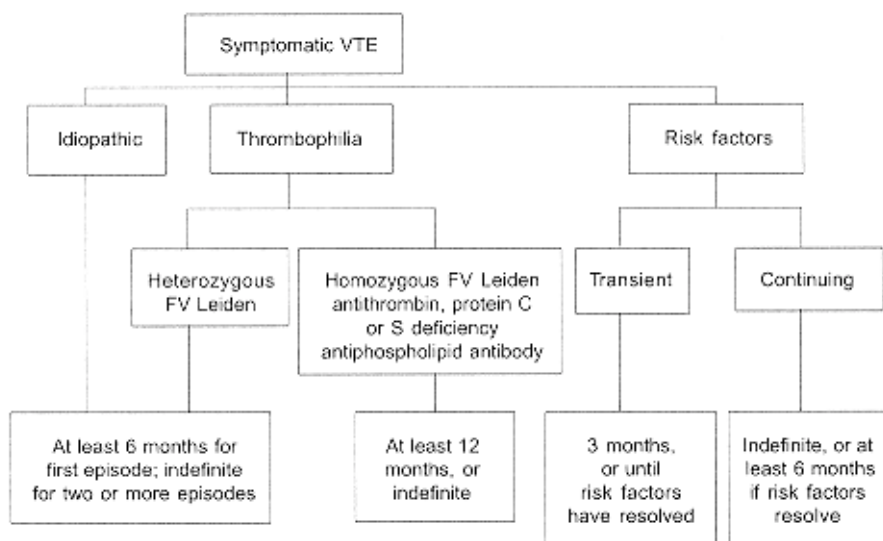 Symptomatic VTE
Idiopathic
Thrombophilia
Risk factors
Heterozygous
FV Leiden
Homozygous FV Leiden
antithrombin, protein C
or S deficiency
antiphospholipid antibody
Transient
Continuing
At least 6 months for
first episode; indefinite
for two or more episodes
At least 12
months, or
indefinite
3 months,
or until
risk factors
have resolved
Indefinite, or at
least 6 months
if risk factors
resolve